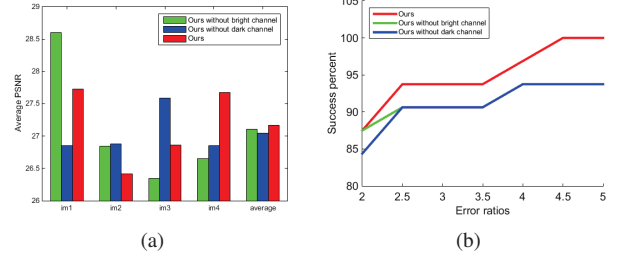 Ours without bright channel
Ours without dark channel
Ours
Average PSNR
29
28.5
28
27.5
27
26.5
26
im1 im2 im3 im4 average
(a)
Ours
Ours without bright channel
Ours without dark channel
Success percent
105
100
95
90
85
80
2 2.5 3 3.5 4 4.5 5
Error ratios
(b)